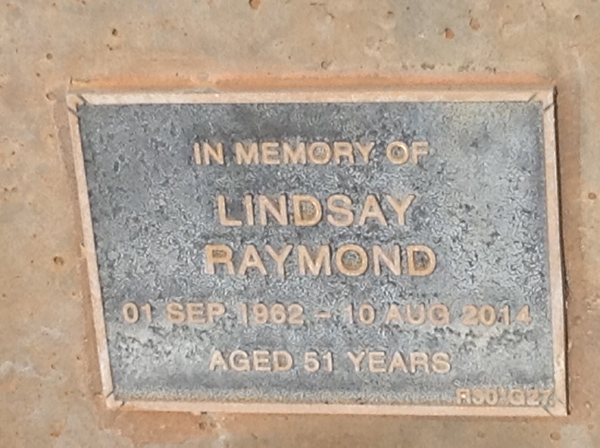 IN MEMORY OF
LINDSAY
RAYMOND
01 SEP 1962 - 10 AUG 2014
AGED 51 YEARS
R30 G27